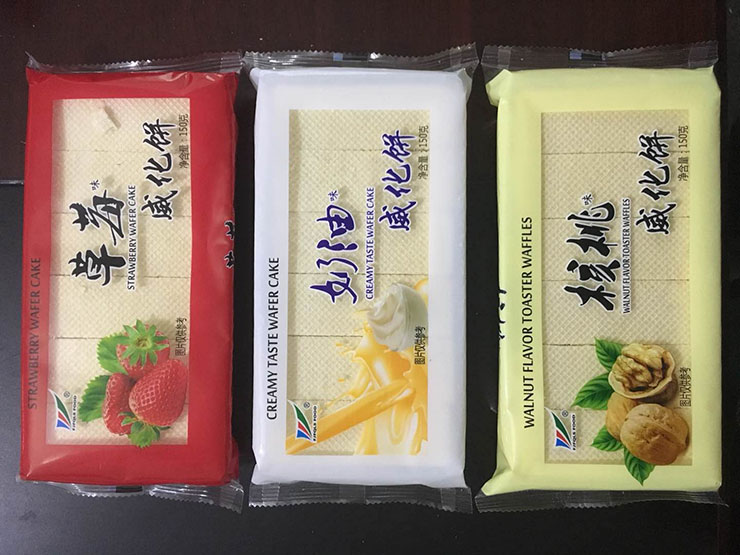 STRAWBERRY WAFER CAKE
草莓味
STRAWBERRY WAFER CAKE
威化饼
净含量：150克
图片仅供参考
CREAMY TASTE WAFER CAKE
奶油味
CREAMY TASTE WAFER CAKE
威化饼
净含量：150克
图片仅供参考
WALNUT FLAVOR TOASTER WAFFLES
核桃味
WALNUT FLAVOR TOASTER WAFFLES
威化饼
净含量：150克
图片仅供参考